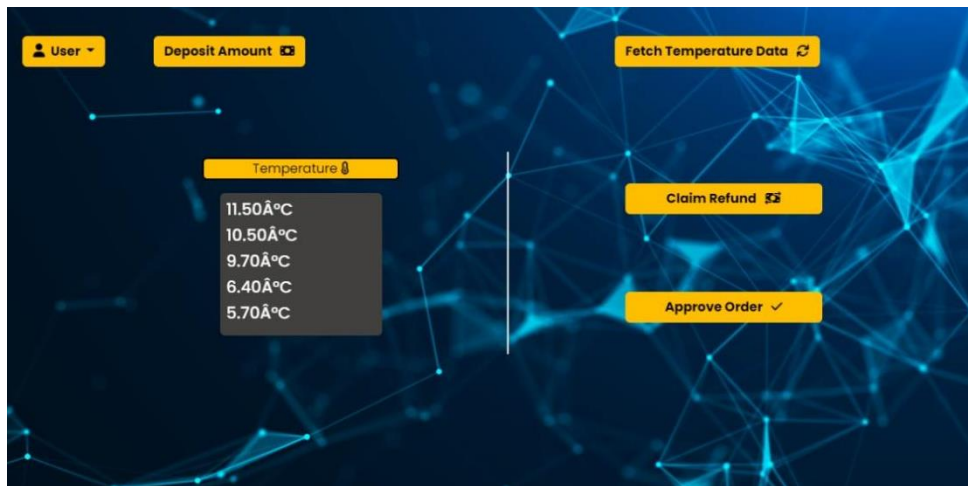 User
Deposit Amount
Fetch Temperature Data
Temperature
11.50Â°C
10.50Â°C
9.70Â°C
6.40Â°C
5.70Â°C
Claim Refund
Approve Order